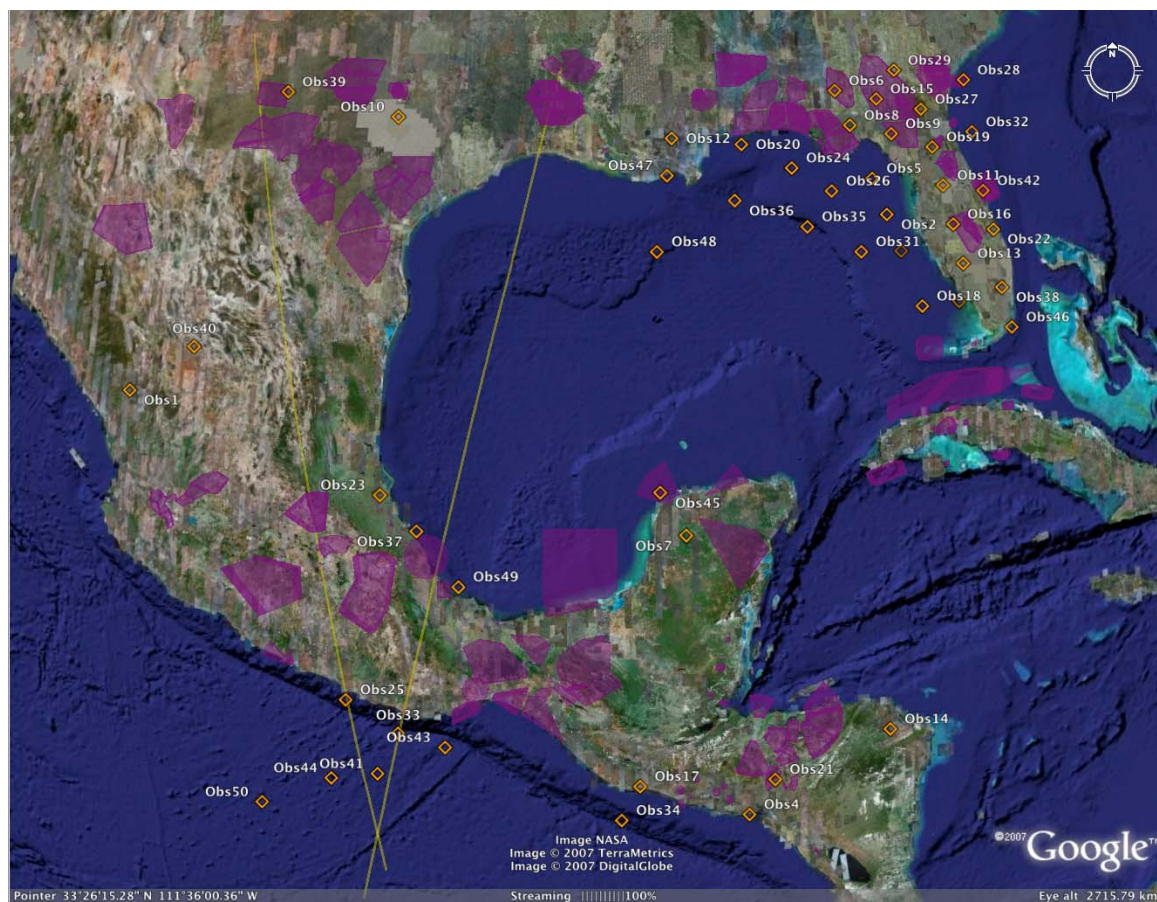 N
Obs29
Obs28
Obs39
Obs6
Obs15
Obs10
Obs27
Obs8
Obs9
Obs32
Obs12
Obs20
Obs19
Obs24
Obs47
Obs5
Obs26
Obs11
Obs42
Obs36
Obs35
Obs2
Obs16
Obs22
Obs48
Obs31
Obs13
Obs18
Obs38
Obs46
Obs40
Obs1
Obs23
Obs45
Obs37
Obs7
Obs49
Obs25
Obs33
Obs43
Obs14
Obs44
Obs41
Obs17
Obs21
Obs50
Obs34
Obs4
Image NASA
Image © 2007 TerraMetrics
Image © 2007 DigitalGlobe
©2007 Google™
Pointer 33°26'15.28" N 111°36'00.36" W Streaming ||||||||||100% Eye alt 2715.79 km